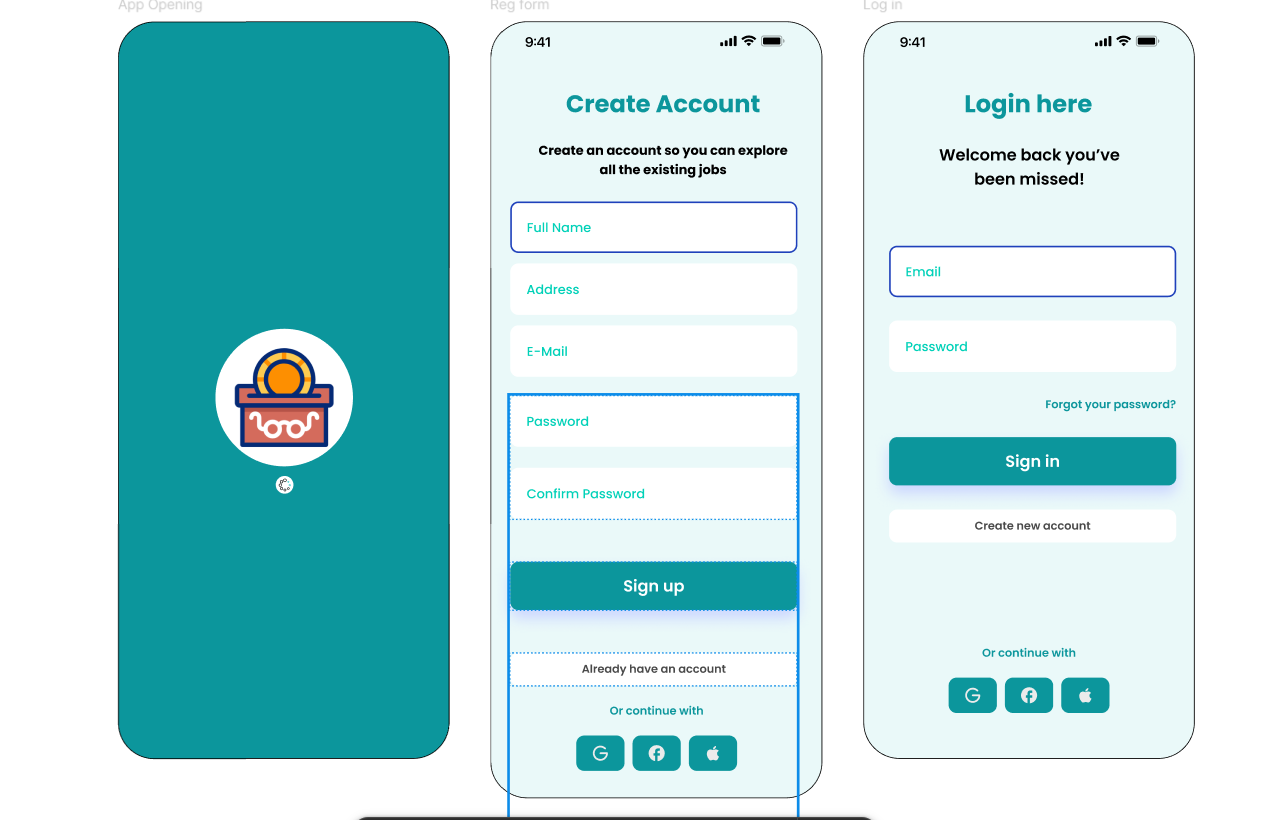 App Opening
Reg form
Log in
9:41
Create Account
Create an account so you can explore
all the existing jobs
Full Name
Address
E-Mail
Password
Confirm Password
Sign up
Already have an account
Or continue with
9:41
Login here
Welcome back you’ve
been missed!
Email
Password
Forgot your password?
Sign in
Create new account
Or continue with